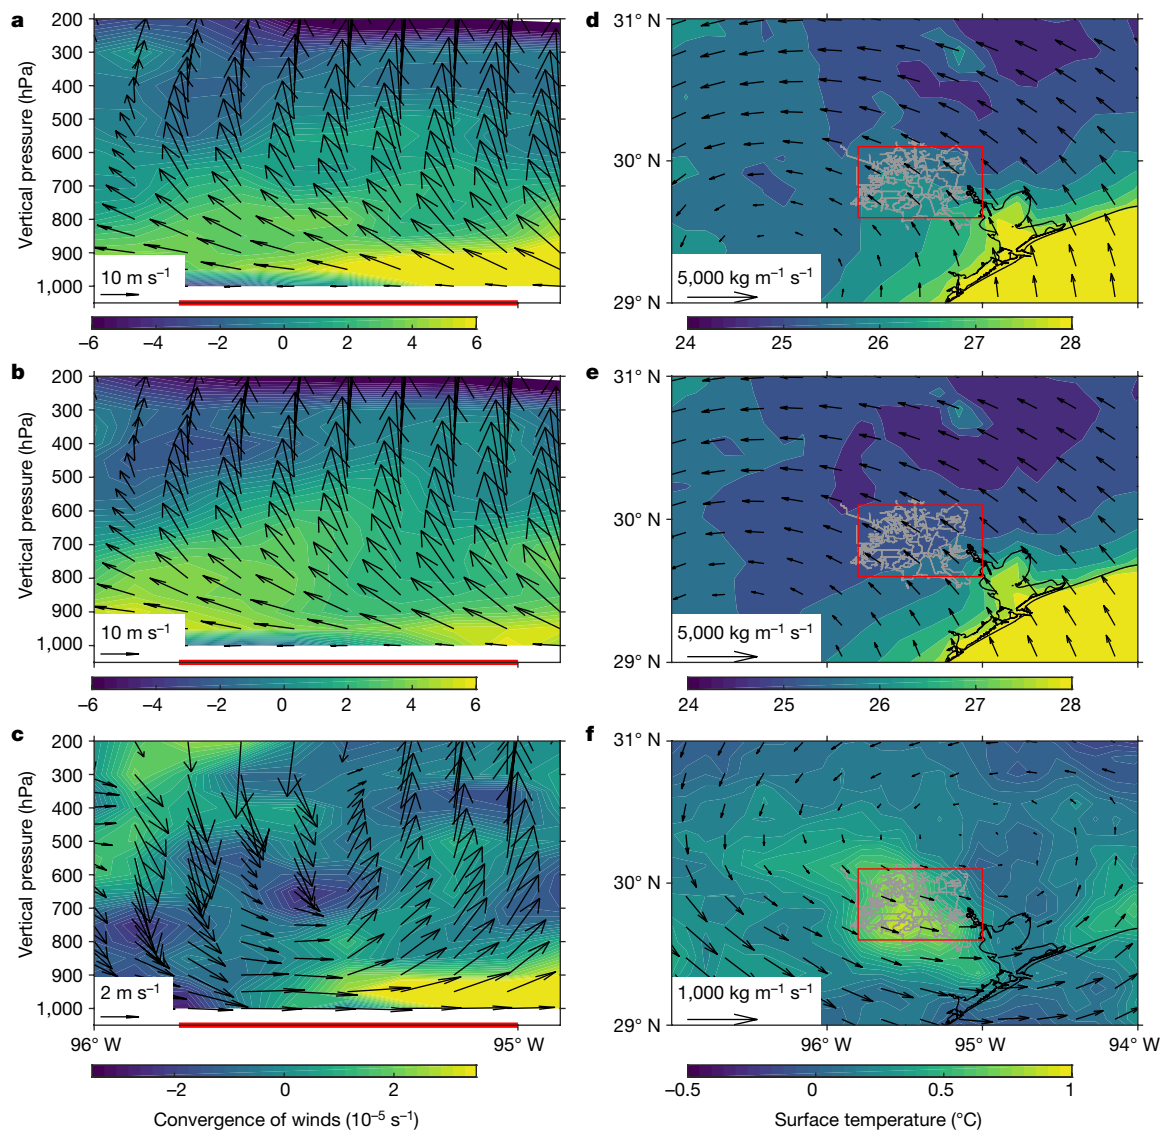 a
200
300
400
500
600
700
800
900
1,000
Vertical pressure (hPa)
10 m s⁻¹
−6 −4 −2 0 2 4 6
d
31° N
30° N
29° N
5,000 kg m⁻¹ s⁻¹
24 25 26 27 28
b
200
300
400
500
600
700
800
900
1,000
Vertical pressure (hPa)
10 m s⁻¹
−6 −4 −2 0 2 4 6
e
31° N
30° N
29° N
5,000 kg m⁻¹ s⁻¹
24 25 26 27 28
c
200
300
400
500
600
700
800
900
1,000
Vertical pressure (hPa)
2 m s⁻¹
96° W 95° W
−2 0 2
Convergence of winds (10⁻⁵ s⁻¹)
f
31° N
30° N
29° N
1,000 kg m⁻¹ s⁻¹
96° W 95° W 94° W
−0.5 0 0.5 1
Surface temperature (°C)